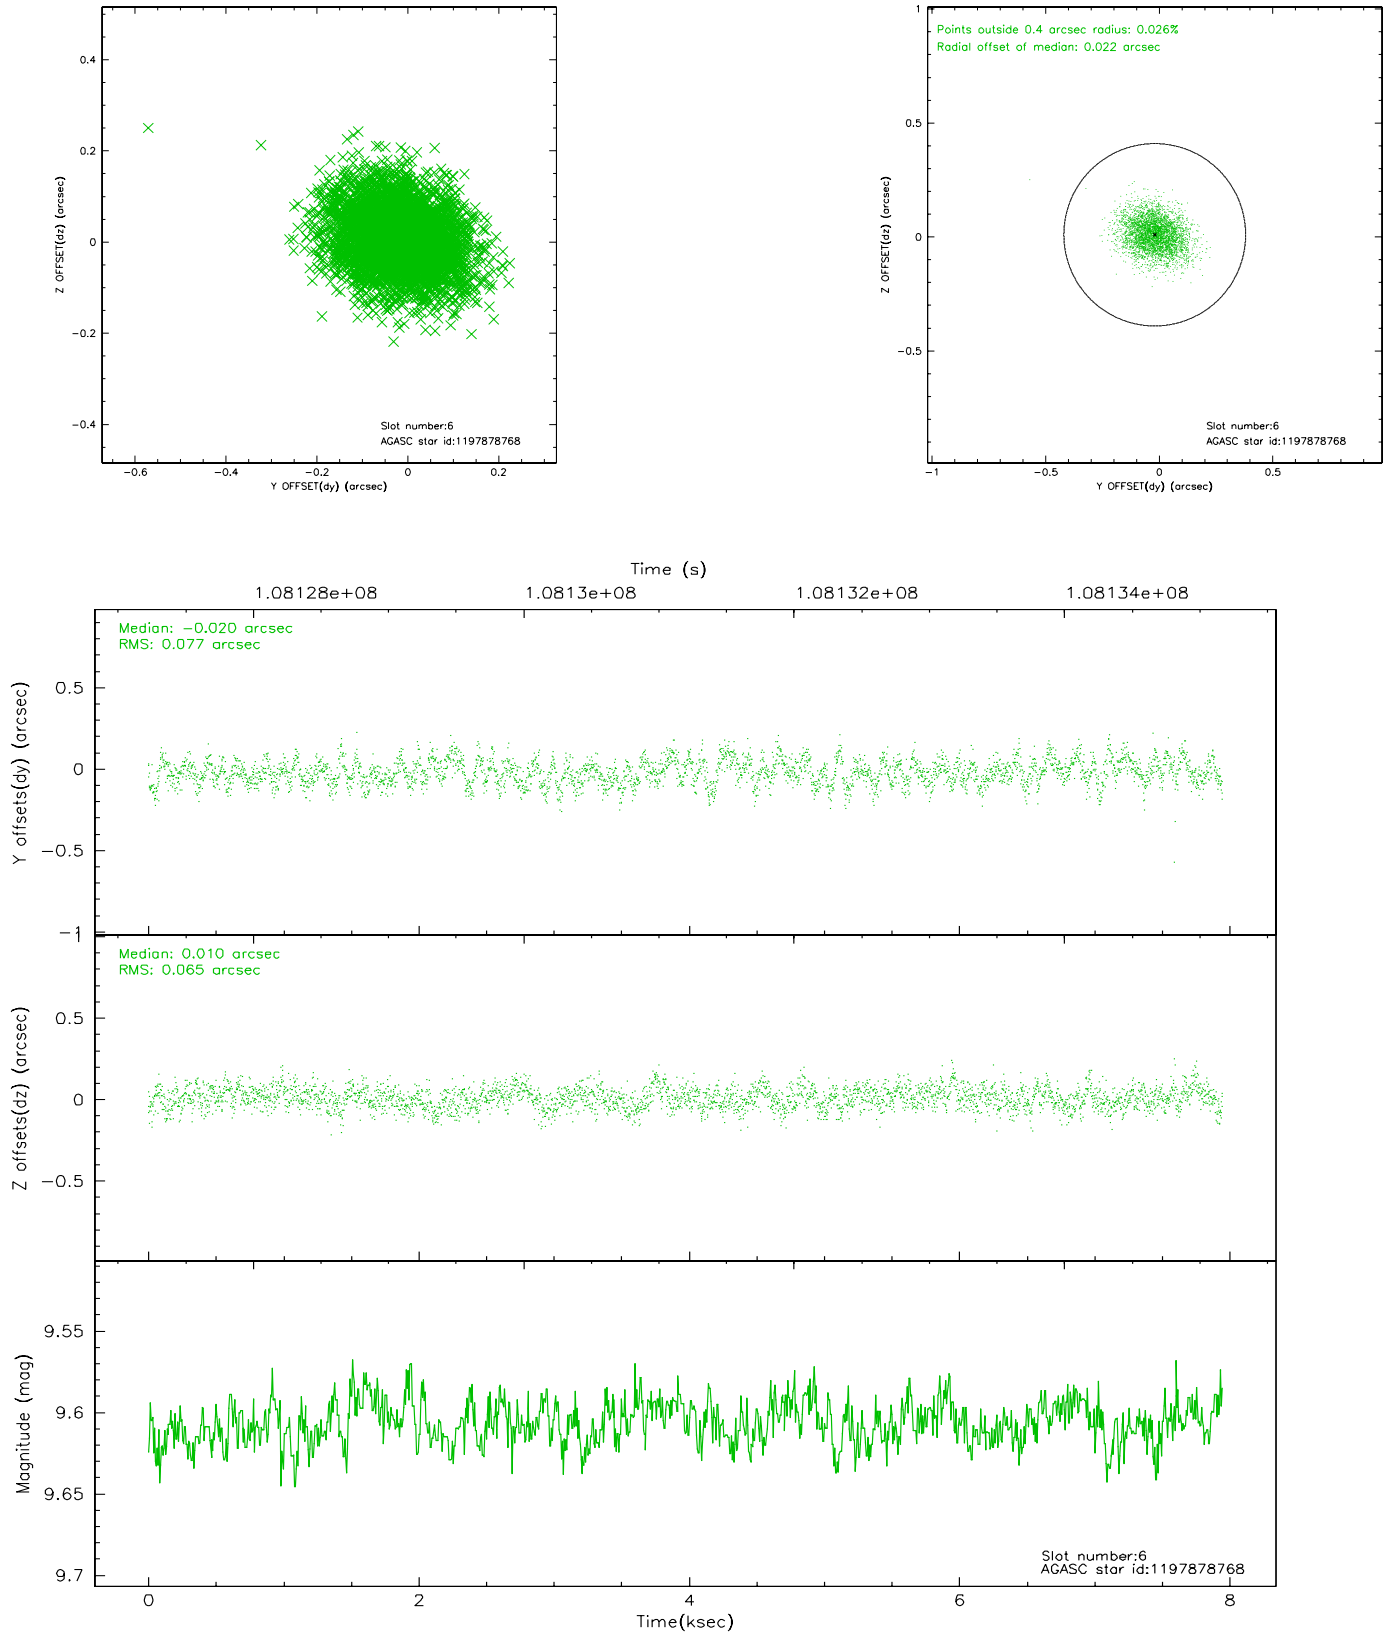 0.4
0.2
0
−0.2
−0.4
Z OFFSET(dz) (arcsec)
Slot number:6
AGASC star id:1197878768
−0.6 −0.4 −0.2 0 0.2
Y OFFSET(dy) (arcsec)
Points outside 0.4 arcsec radius: 0.026%
Radial offset of median: 0.022 arcsec
1
0.5
0
−0.5
Z OFFSET(dz) (arcsec)
Slot number:6
AGASC star id:1197878768
−1 −0.5 0 0.5
Y OFFSET(dy) (arcsec)
Time (s)
1.08128e+08 1.0813e+08 1.08132e+08 1.08134e+08
Median: −0.020 arcsec
RMS: 0.077 arcsec
0.5
0
−0.5
−1
Y offsets(dy) (arcsec)
Median: 0.010 arcsec
RMS: 0.065 arcsec
1
0.5
0
−0.5
Z offsets(dz) (arcsec)
9.55
9.6
9.65
9.7
Magnitude (mag)
Slot number:6
AGASC star id:1197878768
0 2 4 6 8
Time(ksec)